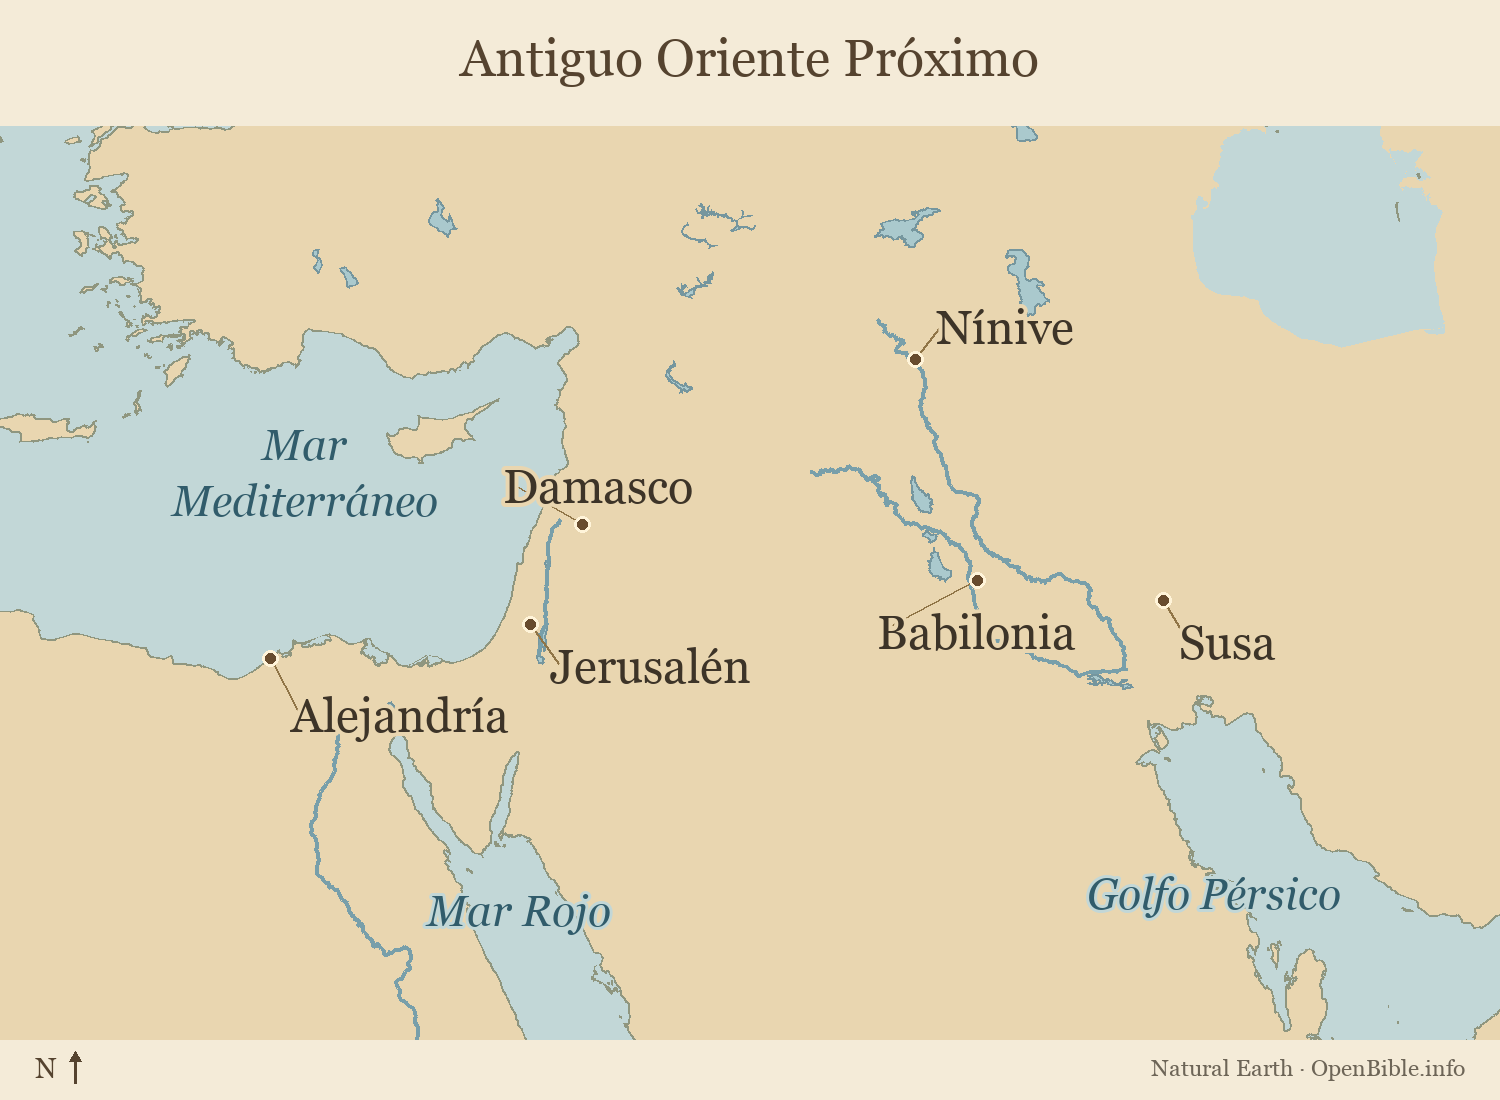 Antiguo Oriente Próximo
Nínive
Mar
Mediterráneo
Damasco
Babilonia
Susa
Jerusalén
Alejandría
Golfo Pérsico
Mar Rojo
N
Natural Earth · OpenBible.info